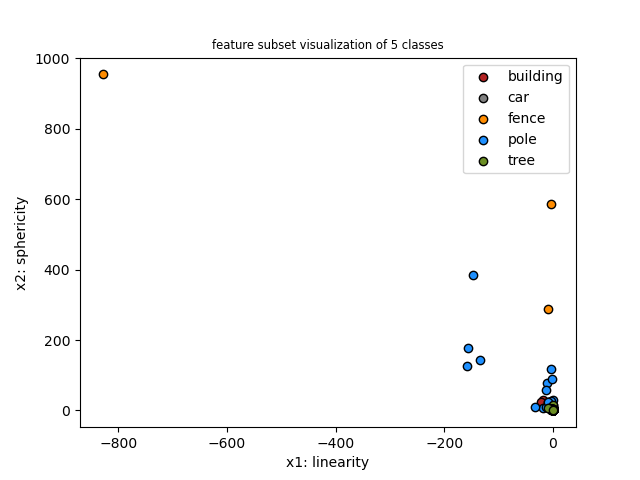 feature subset visualization of 5 classes
1000
800
600
400
200
0
x2: sphericity
building
car
fence
pole
tree
−800
−600
−400
−200
0
x1: linearity